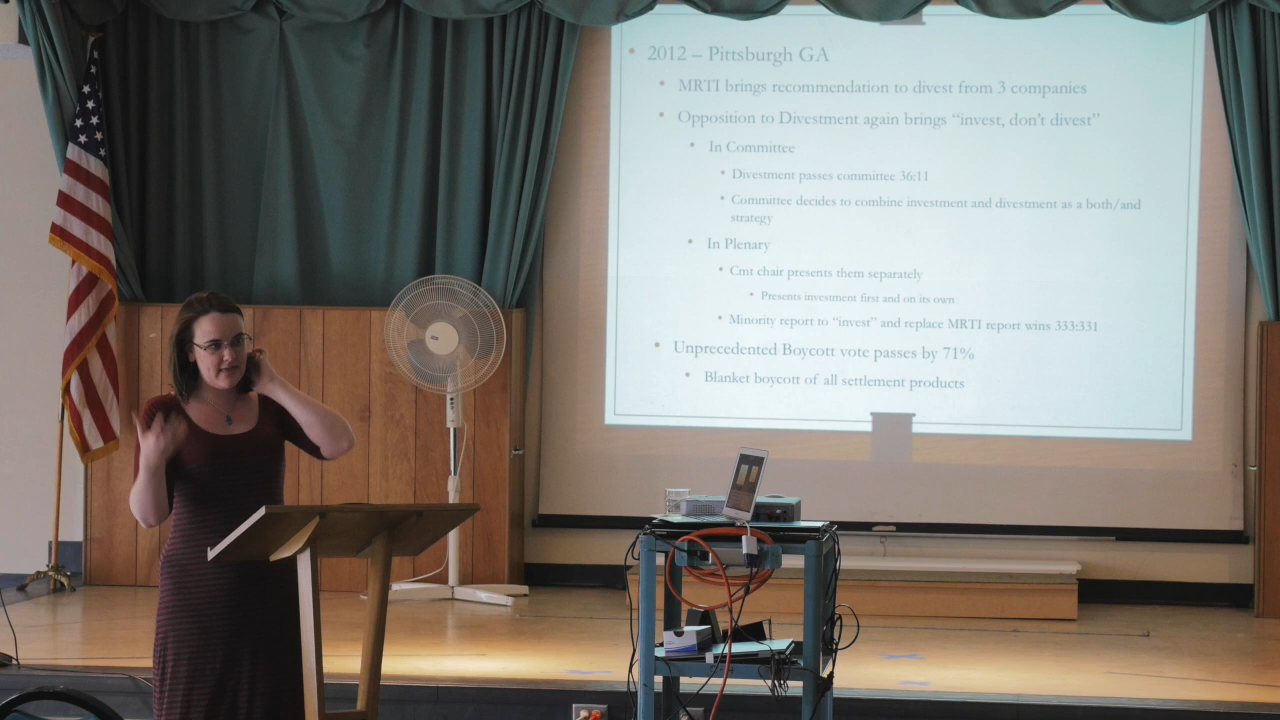 2012 – Pittsburgh GA
MRTI brings recommendation to divest from 3 companies
Opposition to Divestment again brings “invest, don’t divest”
In Committee
Divestment passes committee 36:11
Committee decides to combine investment and divestment as a both/and
strategy
In Plenary
Cmt chair presents them separately
Presents investment first and on its own
Minority report to “invest” and replace MRTI report wins 333:331
Unprecedented Boycott vote passes by 71%
Blanket boycott of all settlement products